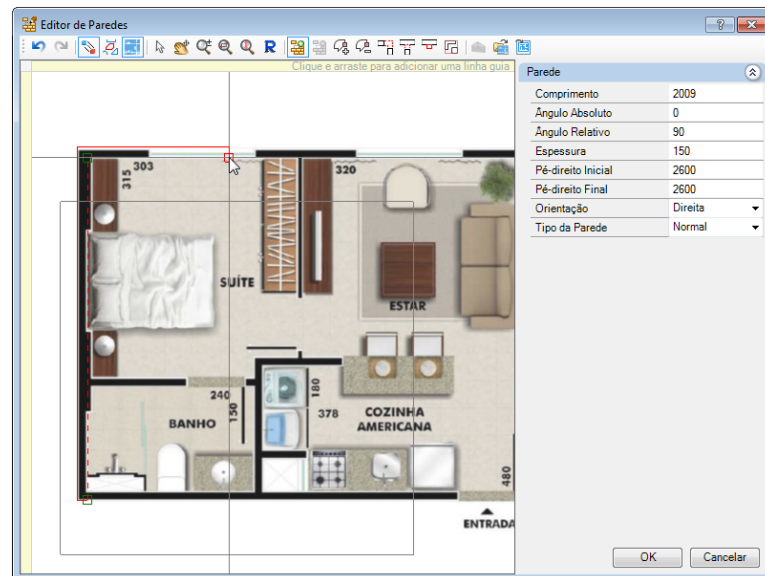 Editor de Paredes
R
Clique e arraste para adicionar uma linha guia
Parede
Comprimento 2009
Ângulo Absoluto 0
Ângulo Relativo 90
Espessura 150
Pé-direito Inicial 2600
Pé-direito Final 2600
Orientação Direita
Tipo da Parede Normal
303
315
320
SUÍTE
ESTAR
240
150
180
378
BANHO
COZINHA
AMERICANA
480
ENTRADA
OK Cancelar